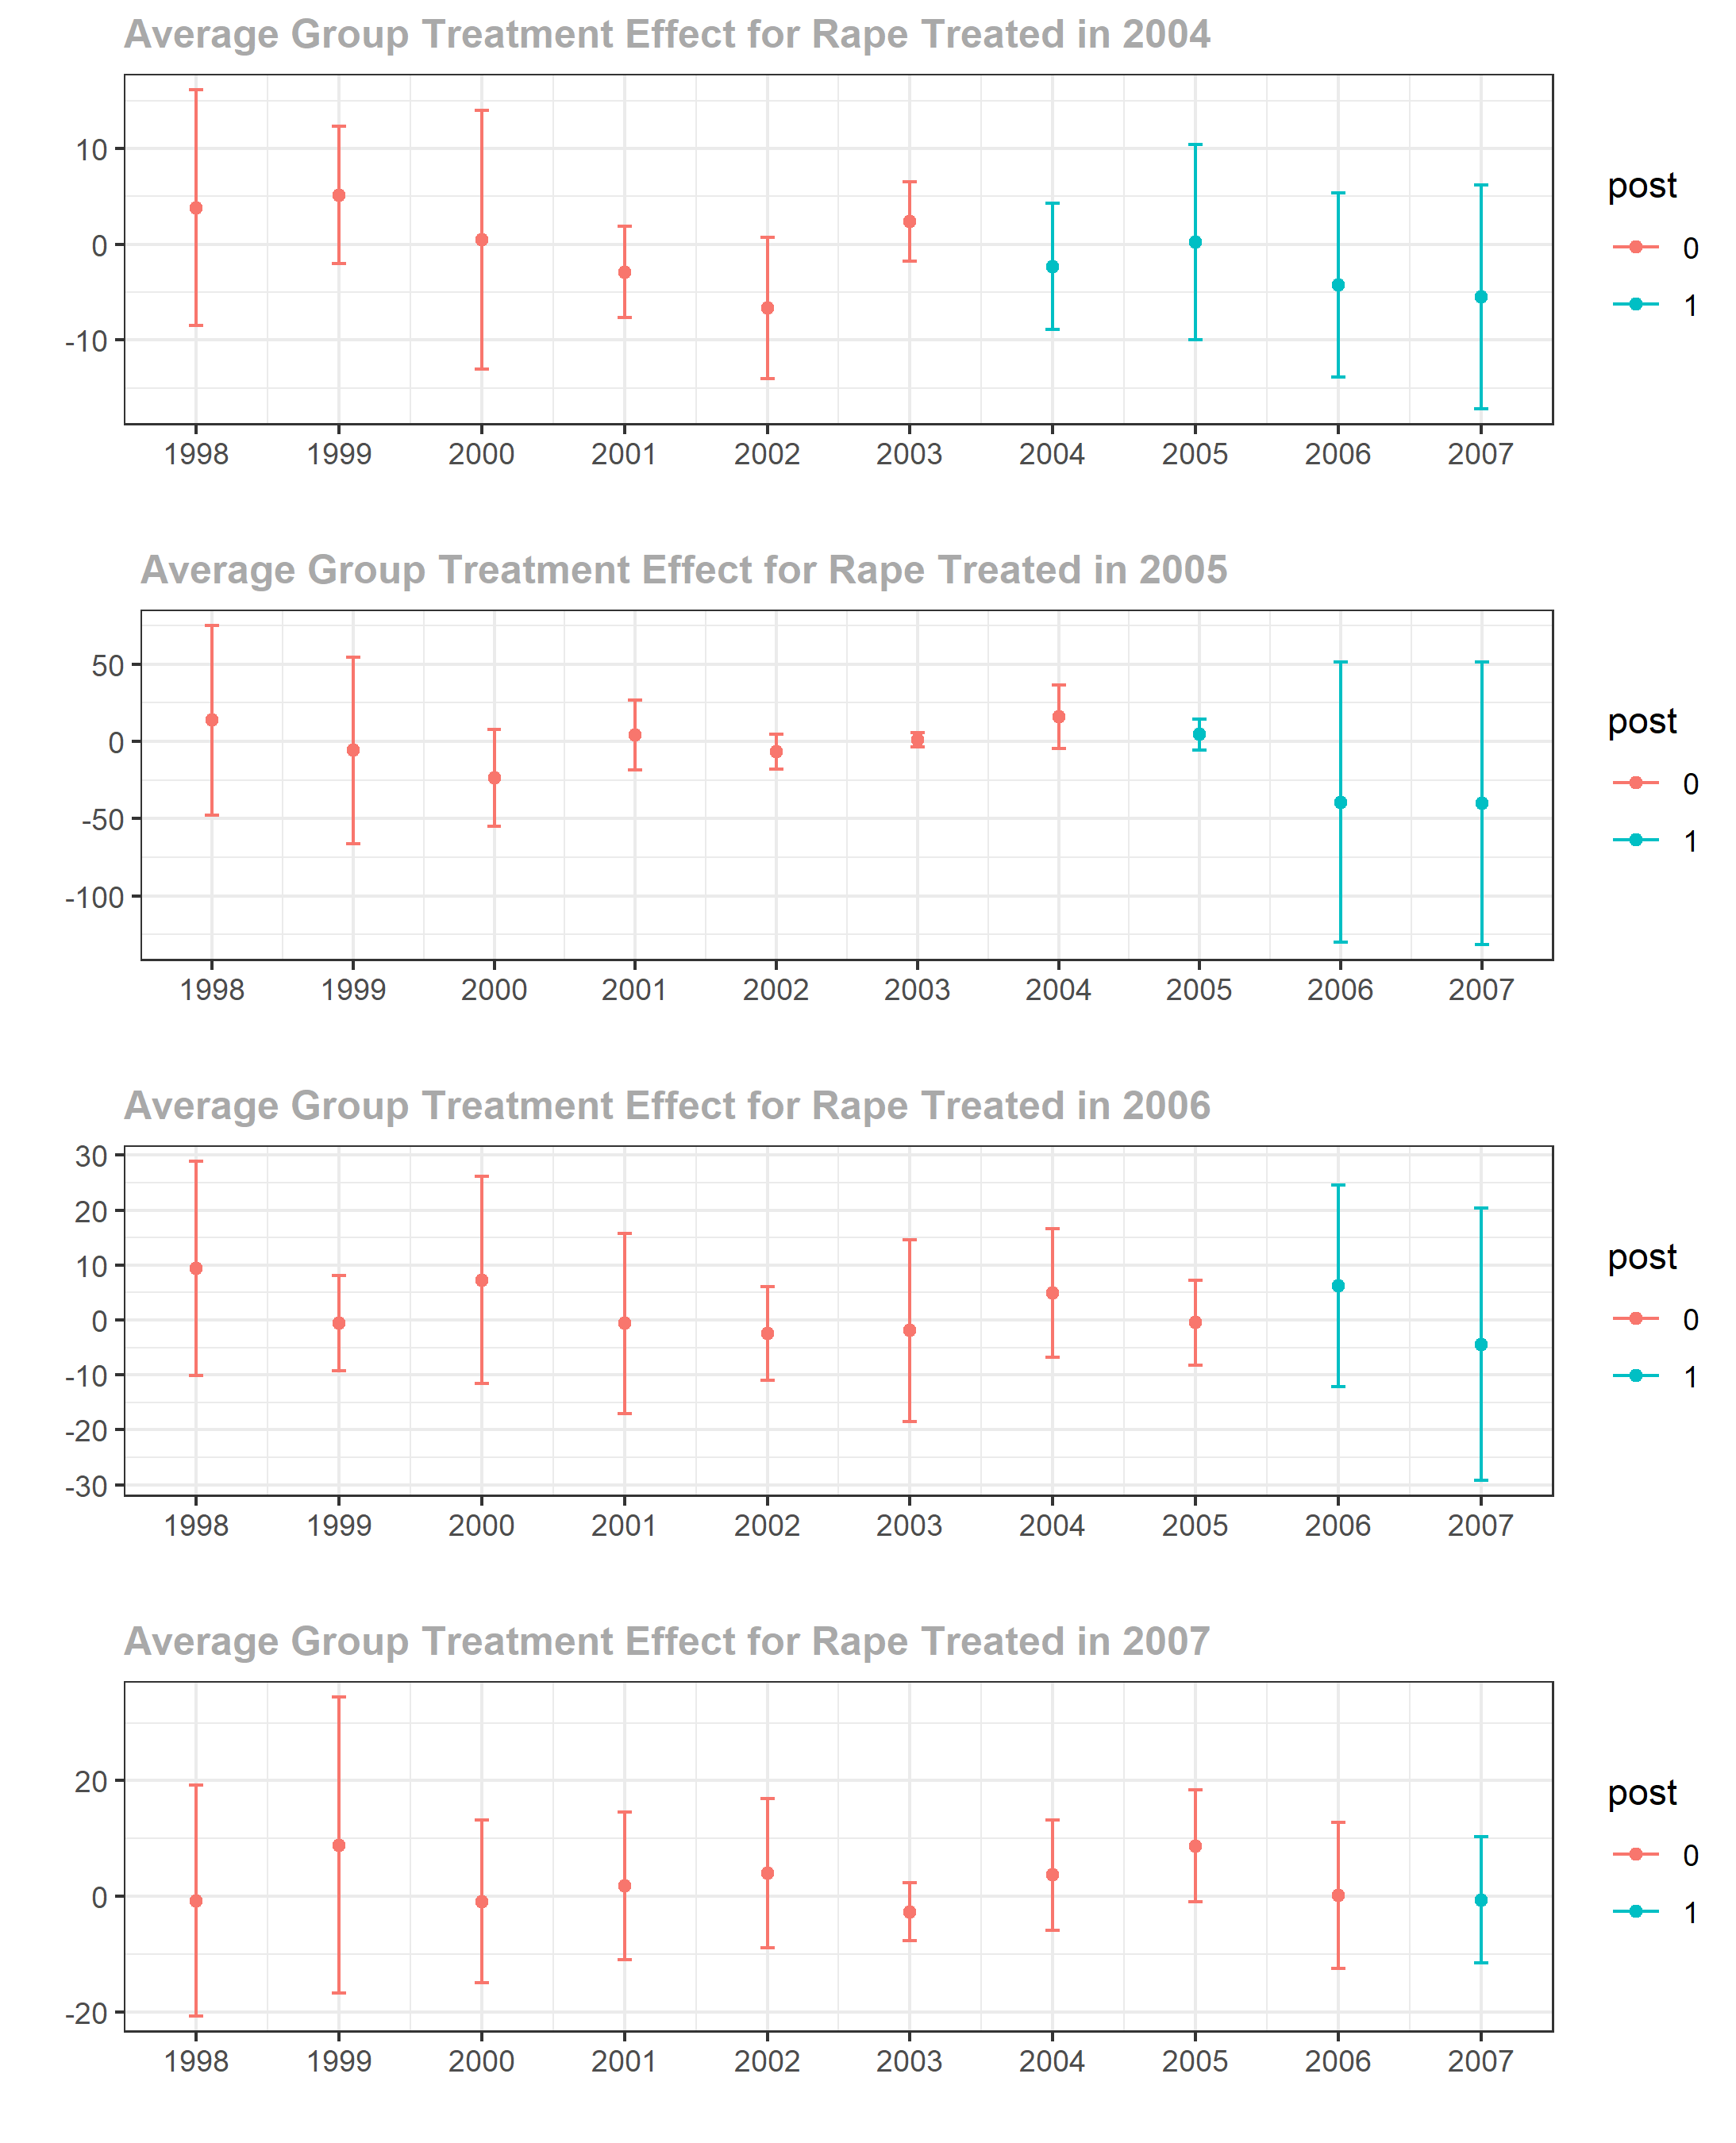 Average Group Treatment Effect for Rape Treated in 2004
10
0
-10
1998 1999 2000 2001 2002 2003 2004 2005 2006 2007
post
0
1
Average Group Treatment Effect for Rape Treated in 2005
50
0
-50
-100
1998 1999 2000 2001 2002 2003 2004 2005 2006 2007
post
0
1
Average Group Treatment Effect for Rape Treated in 2006
30
20
10
0
-10
-20
-30
1998 1999 2000 2001 2002 2003 2004 2005 2006 2007
post
0
1
Average Group Treatment Effect for Rape Treated in 2007
20
0
-20
1998 1999 2000 2001 2002 2003 2004 2005 2006 2007
post
0
1